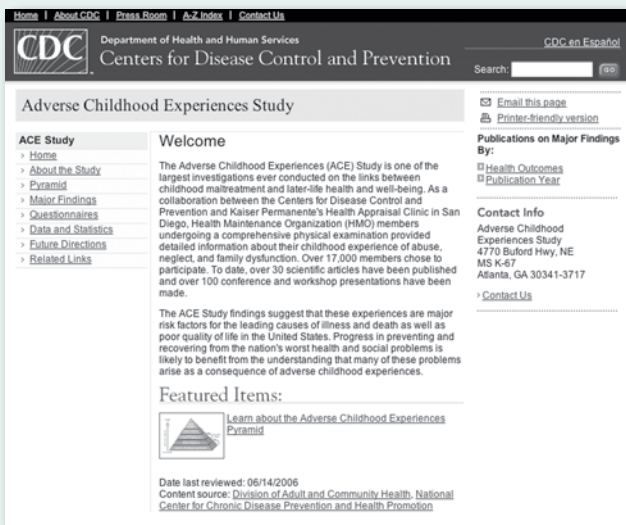 Home | About CDC | Press Room | A-Z Index | Contact Us
CDC
Department of Health and Human Services
Centers for Disease Control and Prevention
CDC en Español
Search: GO
Adverse Childhood Experiences Study
Email this page
Printer-friendly version
ACE Study
Home
About the Study
Pyramid
Major Findings
Questionnaires
Data and Statistics
Future Directions
Related Links
Welcome
The Adverse Childhood Experiences (ACE) Study is one of the
largest investigations ever conducted on the links between
childhood maltreatment and later-life health and well-being. As a
collaboration between the Centers for Disease Control and
Prevention and Kaiser Permanente's Health Appraisal Clinic in San
Diego, Health Maintenance Organization (HMO) members
undergoing a comprehensive physical examination provided
detailed information about their childhood experience of abuse,
neglect, and family dysfunction. Over 17,000 members chose to
participate. To date, over 30 scientific articles have been published
and over 100 conference and workshop presentations have been
made.
The ACE Study findings suggest that these experiences are major
risk factors for the leading causes of illness and death as well as
poor quality of life in the United States. Progress in preventing and
recovering from the nation's worst health and social problems is
likely to benefit from the understanding that many of these problems
arise as a consequence of adverse childhood experiences.
Featured Items:
Learn about the Adverse Childhood Experiences
Pyramid
Date last reviewed: 06/14/2006
Content source: Division of Adult and Community Health, National
Center for Chronic Disease Prevention and Health Promotion
Publications on Major Findings
By:
Health Outcomes
Publication Year
Contact Info
Adverse Childhood
Experiences Study
4770 Buford Hwy, NE
MS K-67
Atlanta, GA 30341-3717
Contact Us